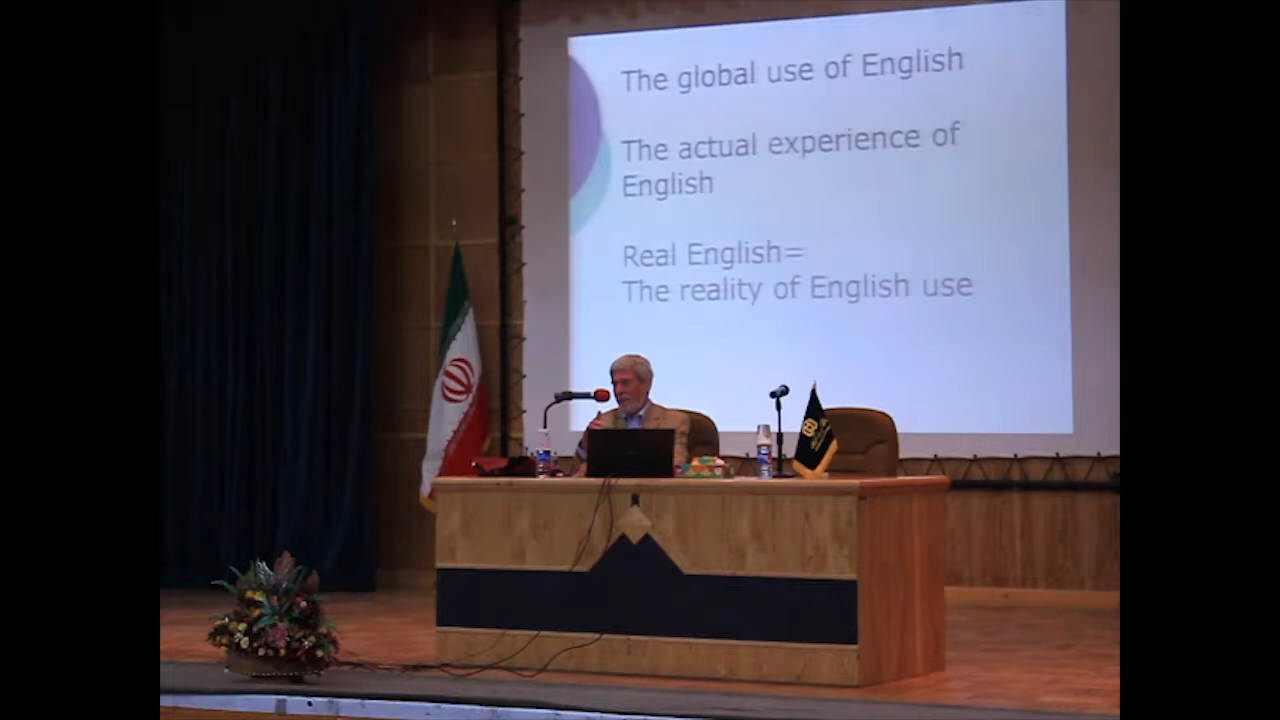 The global use of English
The actual experience of
English
Real English=
The reality of English use